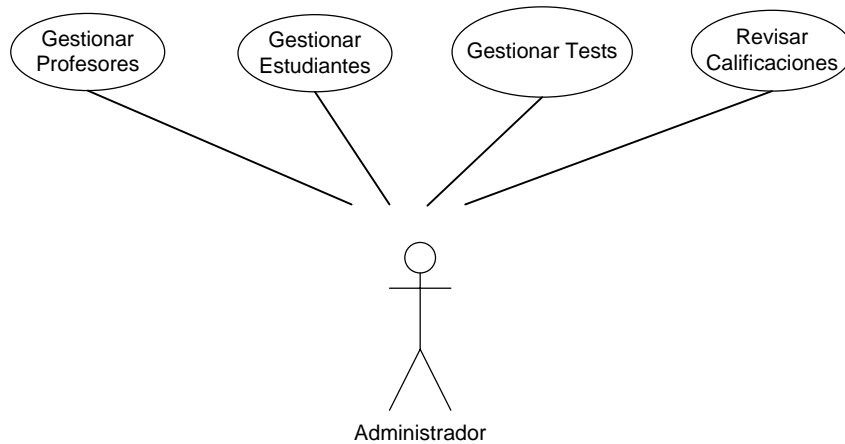 Gestionar
Profesores
Gestionar
Estudiantes
Gestionar Tests
Revisar
Calificaciones
Administrador